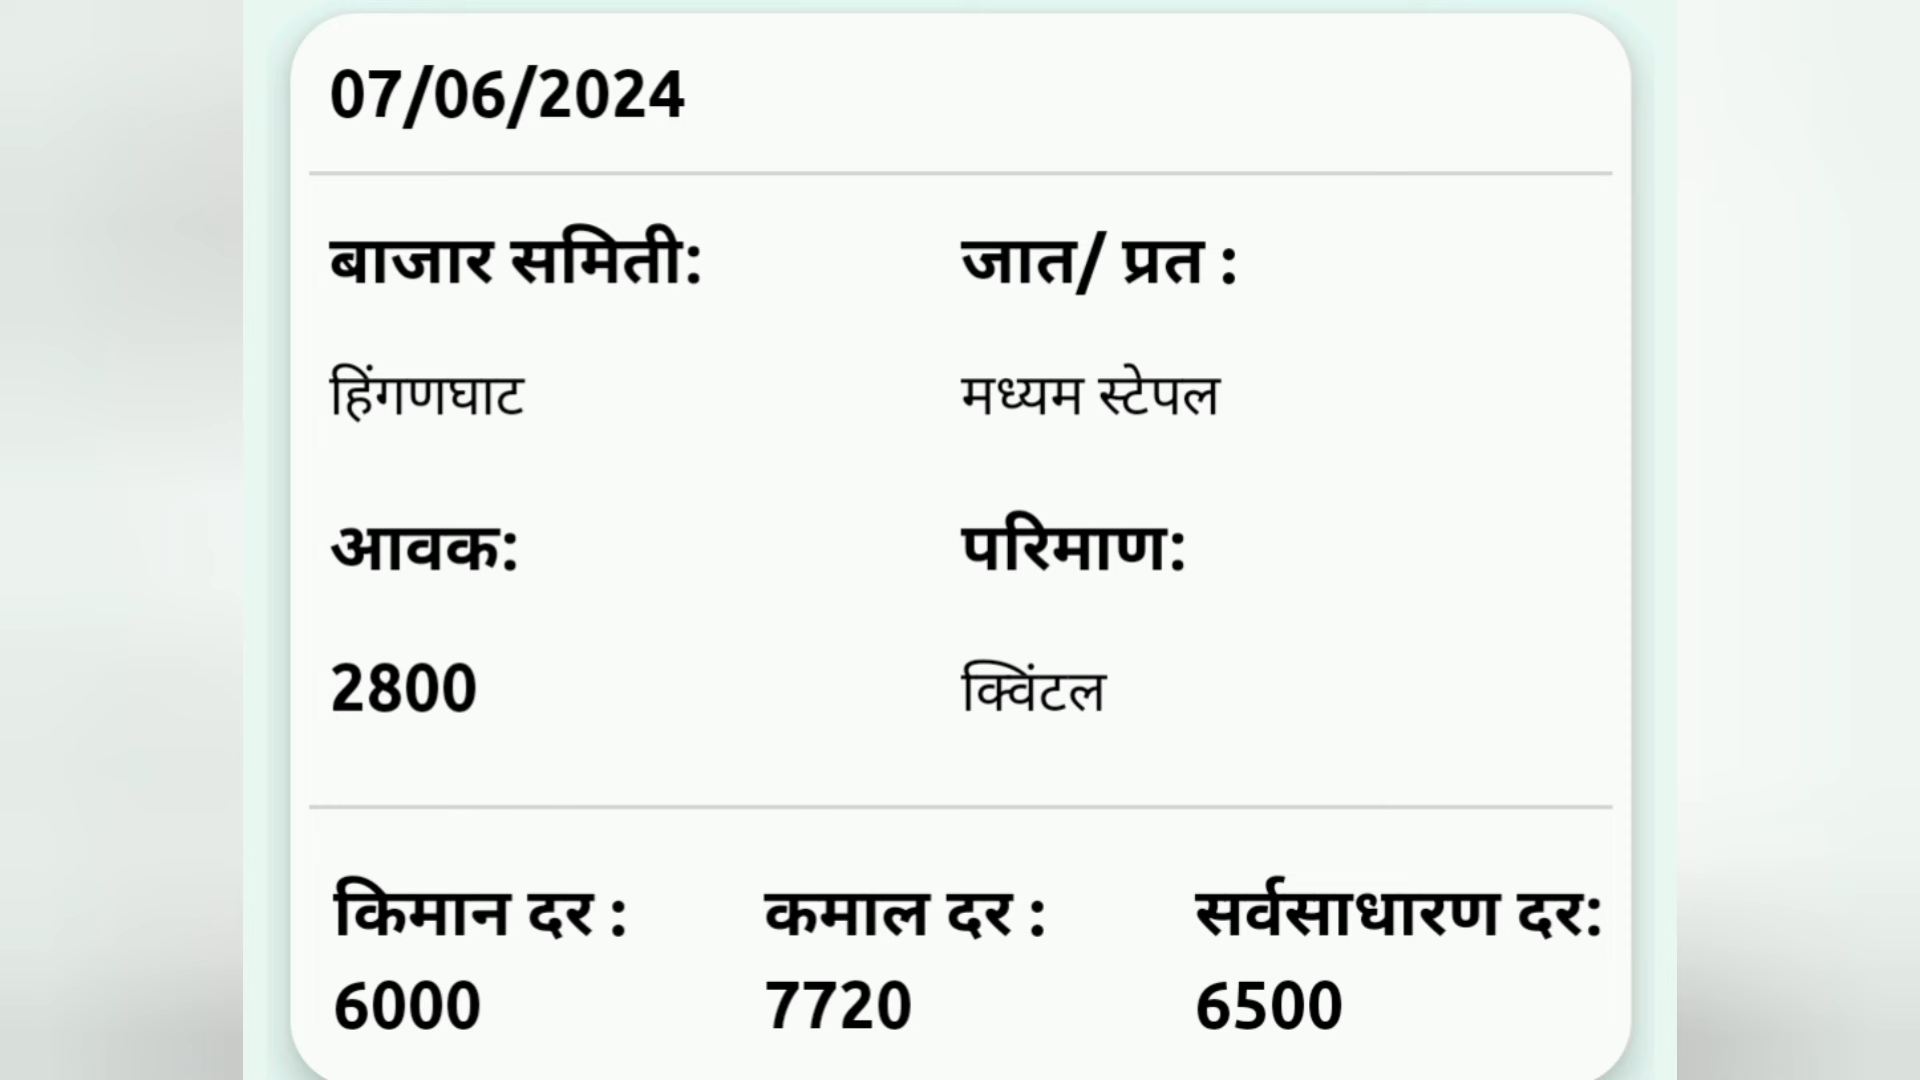 07/06/2024
बाजार समिती: जात/ प्रत :
हिंगणघाट मध्यम स्टेपल
आवक: परिमाण:
2800 क्विंटल
किमान दर : कमाल दर : सर्वसाधारण दर:
6000 7720 6500